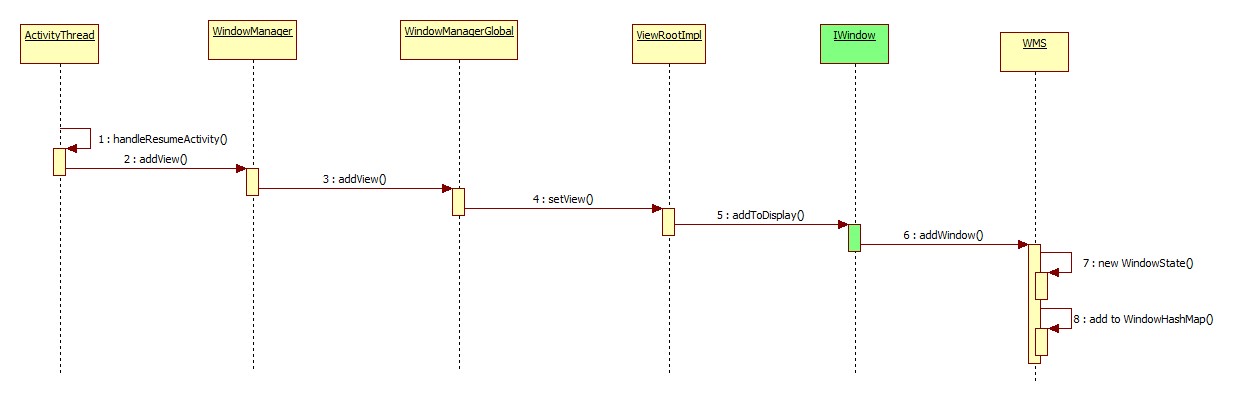 ActivityThread
WindowManager
WindowManagerGlobal
ViewRootImpl
IWindow
WMS
1 : handleResumeActivity()
2 : addView()
3 : addView()
4 : setView()
5 : addToDisplay()
6 : addWindow()
7 : new WindowState()
8 : add to WindowHashMap()